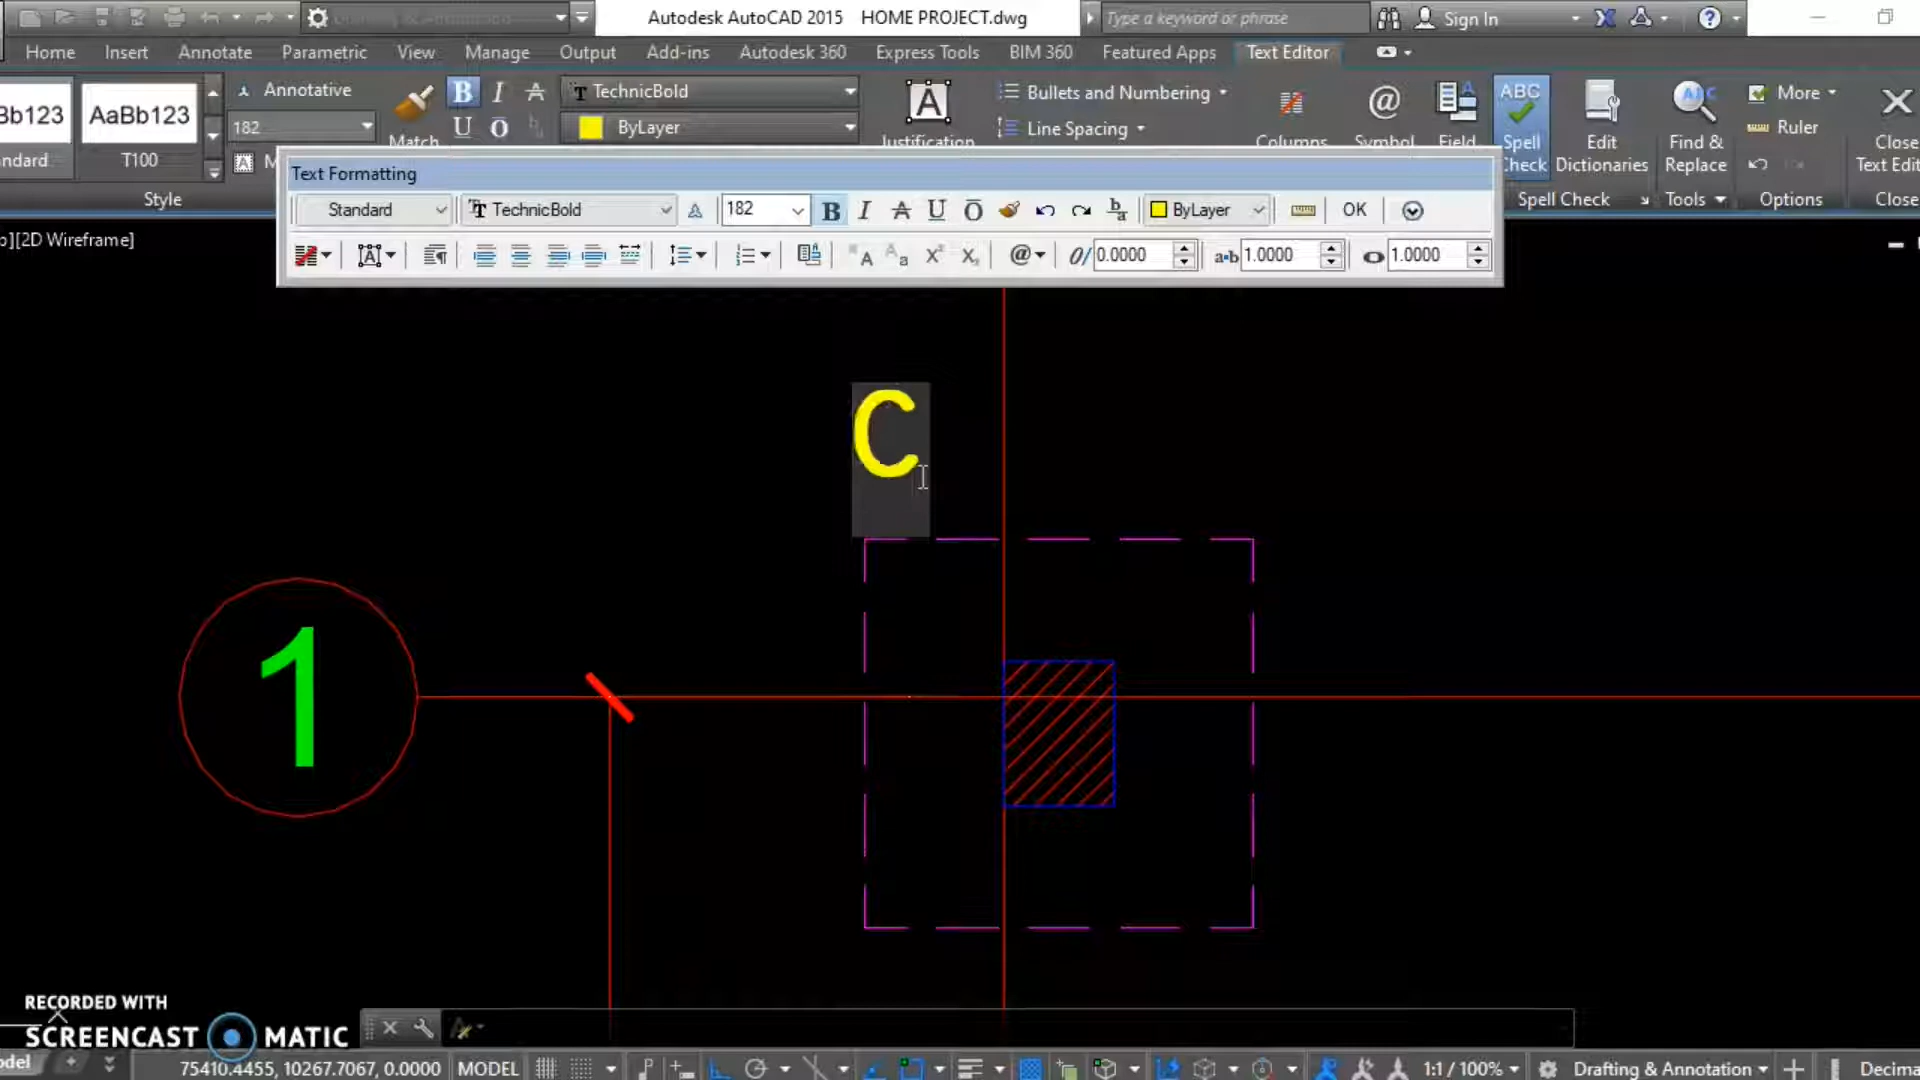 Autodesk AutoCAD 2015 HOME PROJECT.dwg
Type a keyword or phrase
Sign In
Home Insert Annotate Parametric View Manage Output Add-ins Autodesk 360 Express Tools BIM 360 Featured Apps Text Editor
Bb123 AaBb123
Annotative
182
Match
B I A
U O
TechnicBold
ByLayer
A
Justification
Bullets and Numbering
Line Spacing
Columns
@
Symbol
Field
ABC
Spell
Check
Edit
Dictionaries
Find &
Replace
More
Ruler
Close
Text Edit
ndard T100
Style
Spell Check
Tools
Options
Close
Text Formatting
Standard TechnicBold 182 B I A U O ByLayer OK
@ 0/ 0.0000 a-b 1.0000 1.0000
][2D Wireframe]
C
1
RECORDED WITH
SCREENCAST MATIC
odel
75410.4455, 10267.7067, 0.0000 MODEL
1:1 / 100% Drafting & Annotation Decima